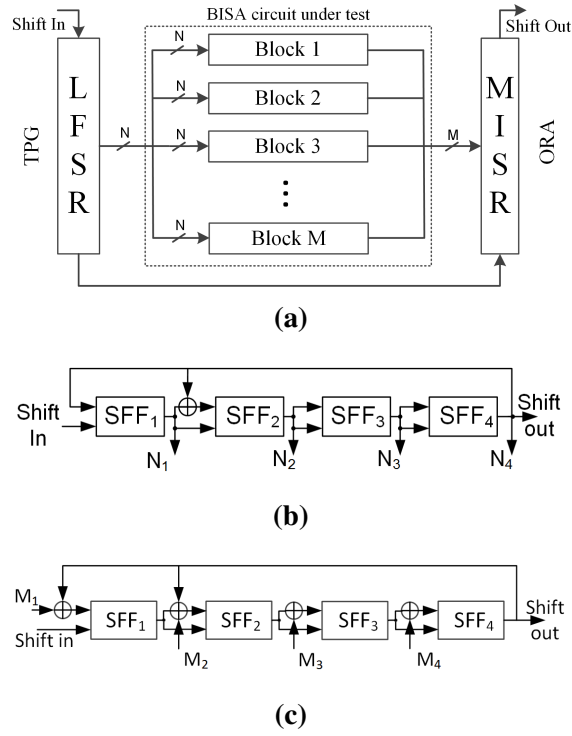 BISA circuit under test
Shift In
Shift Out
TPG
LFSR
N
N
Block 1
N
Block 2
N
Block 3
N
Block M
M
MISR
ORA
(a)
Shift In
SFF1
SFF2
SFF3
SFF4
Shift out
N1
N2
N3
N4
(b)
M1
Shift in
SFF1
SFF2
SFF3
SFF4
Shift out
M2
M3
M4
(c)